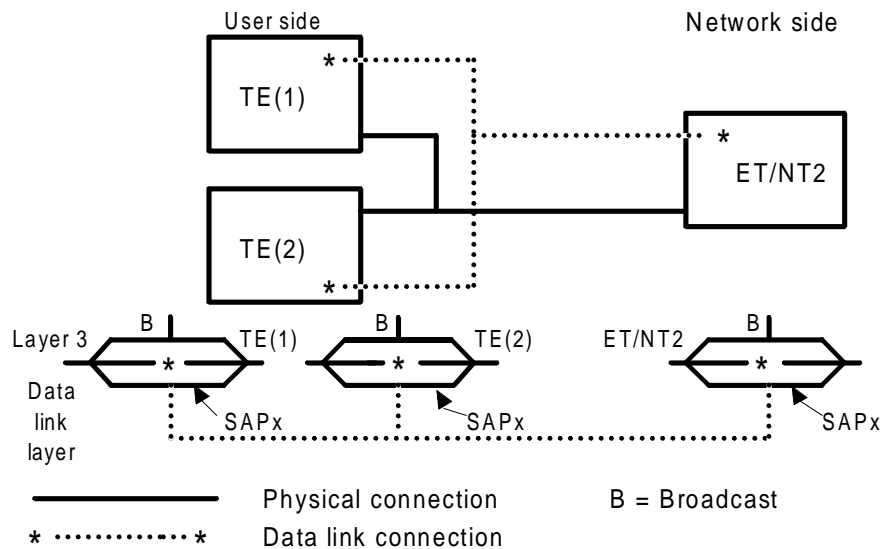 User side
Network side
*
TE(1)
*
ET/NT2
TE(2)
*
B
B
B
Layer 3
TE(1)
TE(2)
ET/NT2
*
*
*
Data
link
layer
SAPx
SAPx
SAPx
Physical connection
B = Broadcast
* * Data link connection